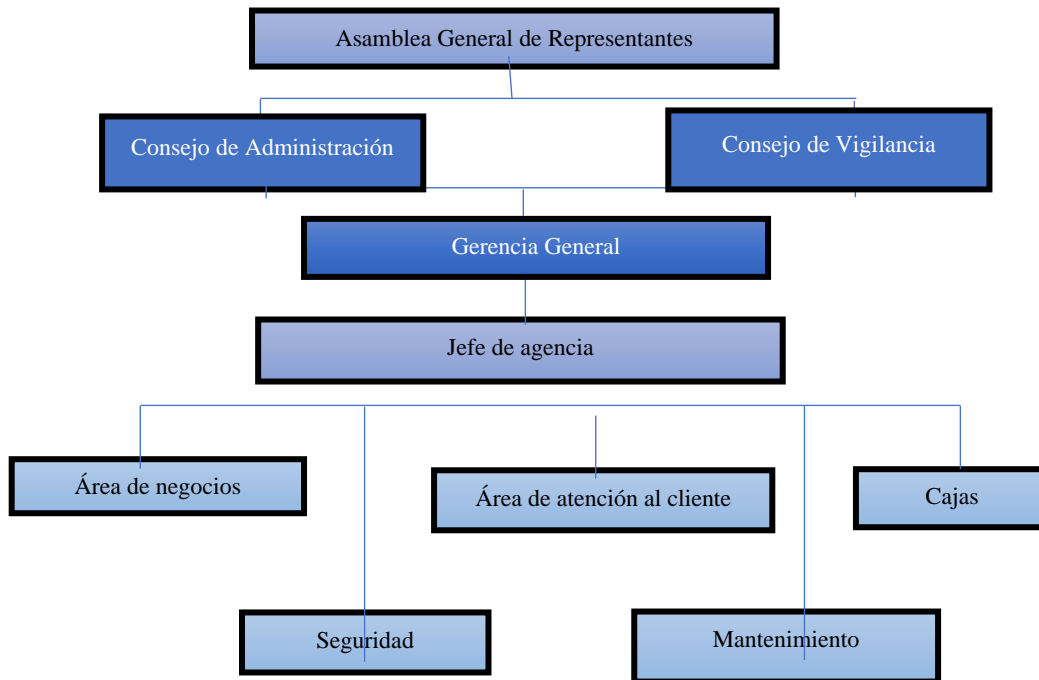 Asamblea General de Representantes
Consejo de Administración
Consejo de Vigilancia
Gerencia General
Jefe de agencia
Área de negocios
Área de atención al cliente
Cajas
Seguridad
Mantenimiento